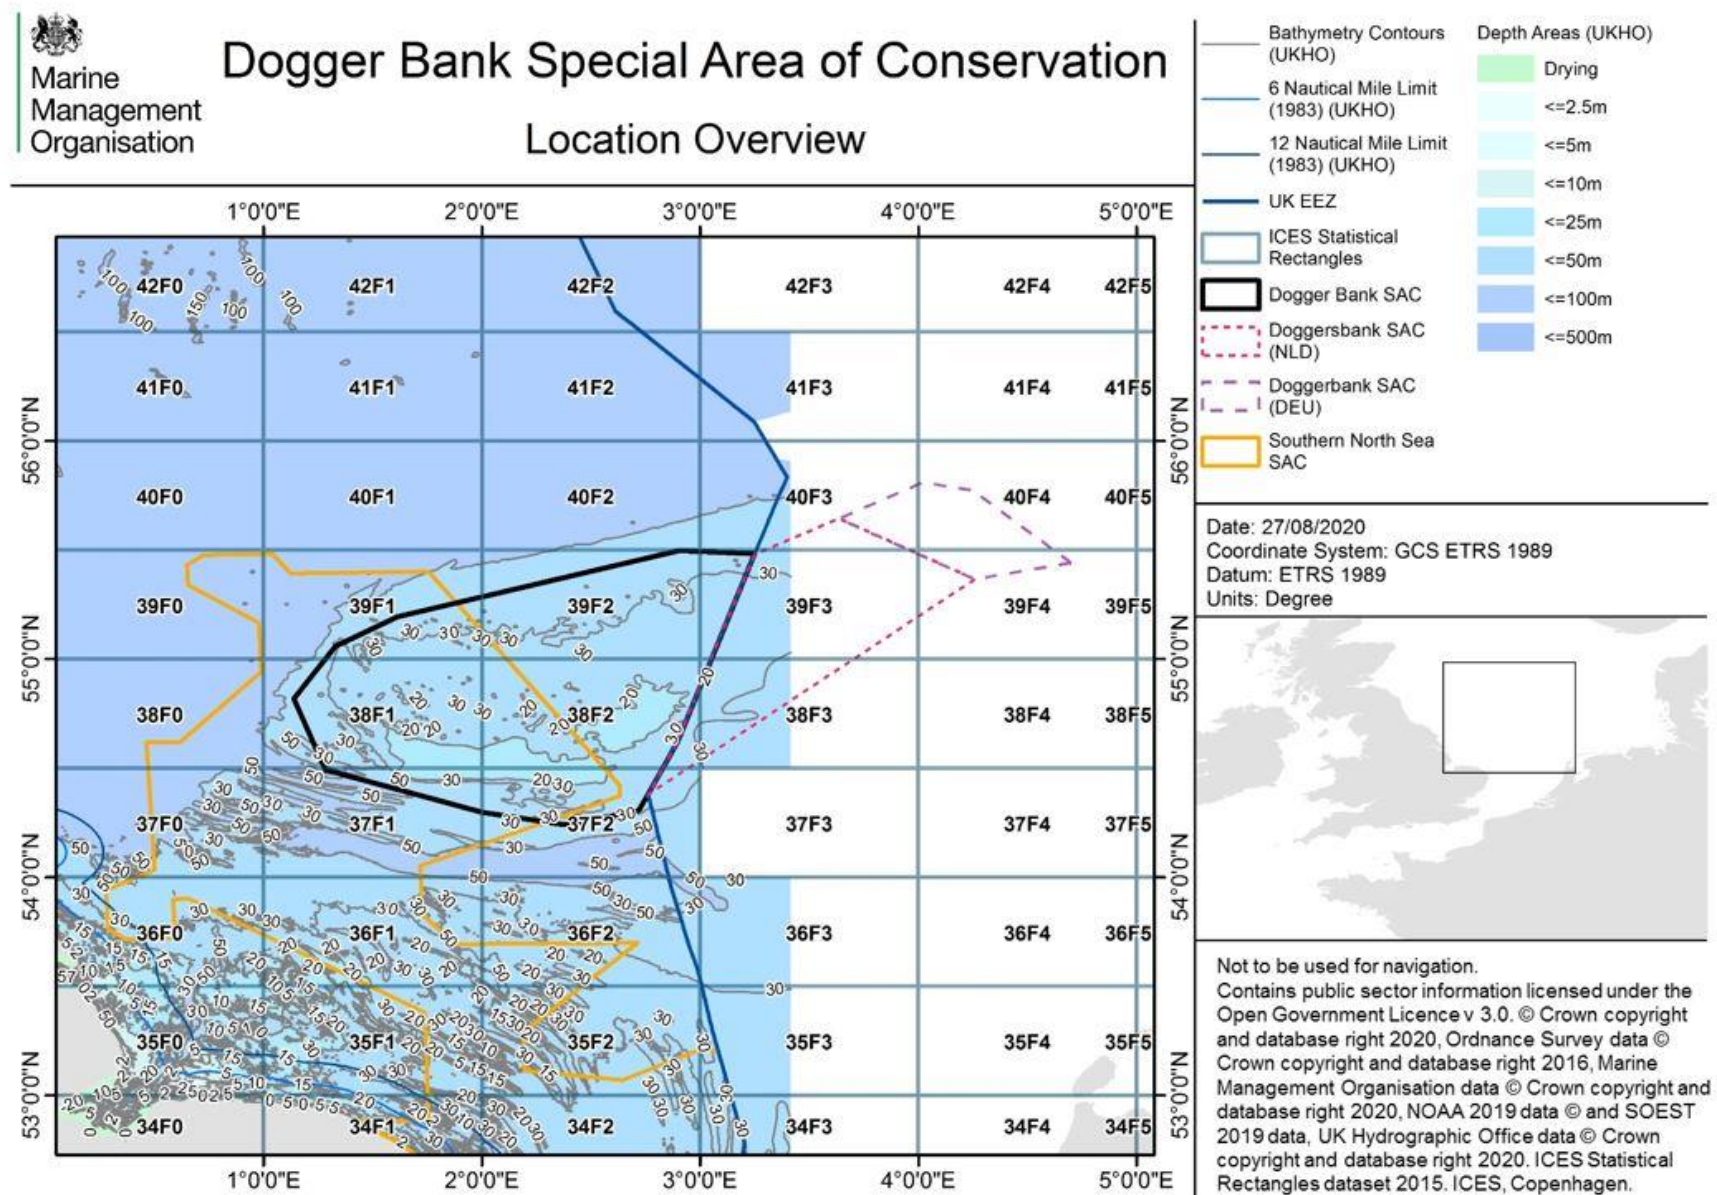 Marine
Management
Organisation
Dogger Bank Special Area of Conservation
Location Overview
1°0'0"E 2°0'0"E 3°0'0"E 4°0'0"E 5°0'0"E
42F0 42F1 42F2 42F3 42F4 42F5
41F0 41F1 41F2 41F3 41F4 41F5
56°0'0"N 56°0'0"N
40F0 40F1 40F2 40F3 40F4 40F5
39F0 39F1 39F2 39F3 39F4 39F5
55°0'0"N 55°0'0"N
38F0 38F1 38F2 38F3 38F4 38F5
37F0 37F1 37F2 37F3 37F4 37F5
54°0'0"N 54°0'0"N
36F0 36F1 36F2 36F3 36F4 36F5
35F0 35F1 35F2 35F3 35F4 35F5
53°0'0"N 53°0'0"N
34F0 34F1 34F2 34F3 34F4 34F5
1°0'0"E 2°0'0"E 3°0'0"E 4°0'0"E 5°0'0"E
Bathymetry Contours
(UKHO)
6 Nautical Mile Limit
(1983) (UKHO)
12 Nautical Mile Limit
(1983) (UKHO)
UK EEZ
ICES Statistical
Rectangles
Dogger Bank SAC
Doggersbank SAC
(NLD)
Doggerbank SAC
(DEU)
Southern North Sea
SAC
Depth Areas (UKHO)
Drying
<=2.5m
<=5m
<=10m
<=25m
<=50m
<=100m
<=500m
Date: 27/08/2020
Coordinate System: GCS ETRS 1989
Datum: ETRS 1989
Units: Degree
Not to be used for navigation.
Contains public sector information licensed under the
Open Government Licence v 3.0. © Crown copyright
and database right 2020, Ordnance Survey data ©
Crown copyright and database right 2016, Marine
Management Organisation data © Crown copyright and
database right 2020, NOAA 2019 data © and SOEST
2019 data, UK Hydrographic Office data © Crown
copyright and database right 2020. ICES Statistical
Rectangles dataset 2015. ICES, Copenhagen.